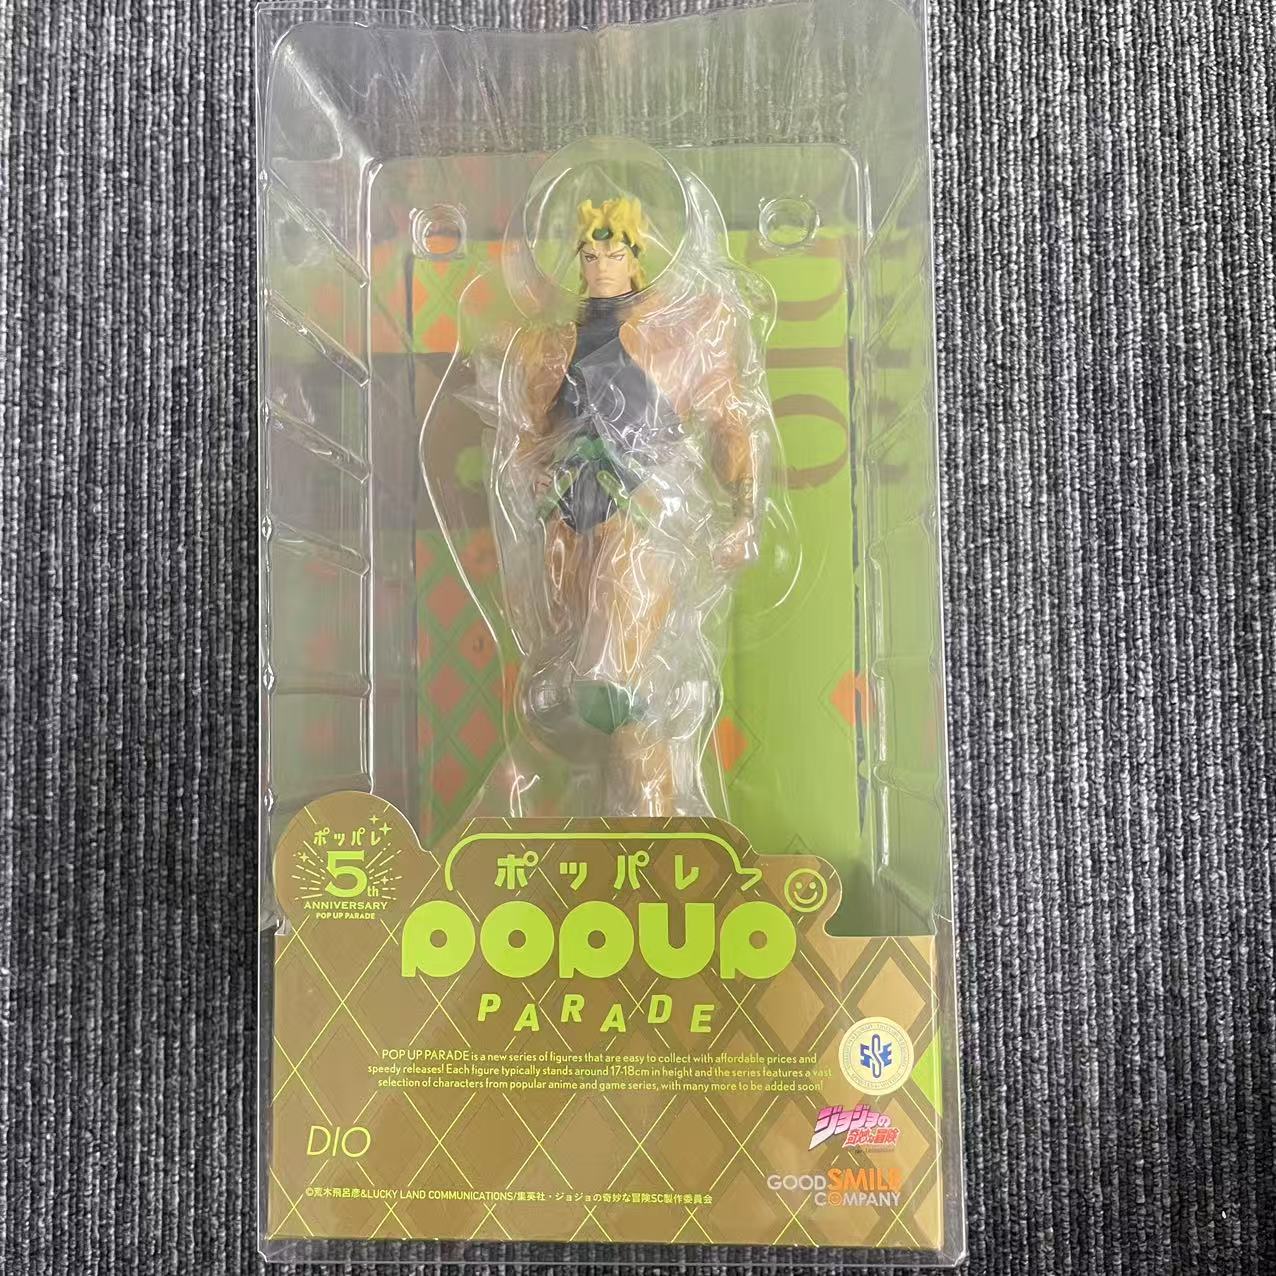 DIO
ポッパレ
5th
ANNIVERSARY
POP UP PARADE
ポッパレ
POPUP
PARADE
POP UP PARADE is a new series of figures that are easy to collect with affordable prices and
speedy releases! Each figure typically stands around 17-18cm in height and the series features a vast
selection of characters from popular anime and game series, with many more to be added soon!
ジョジョの
奇妙な冒険
DIO
GOOD SMILE
COMPANY
©荒木飛呂彦&LUCKY LAND COMMUNICATIONS/集英社・ジョジョの奇妙な冒険SC製作委員会